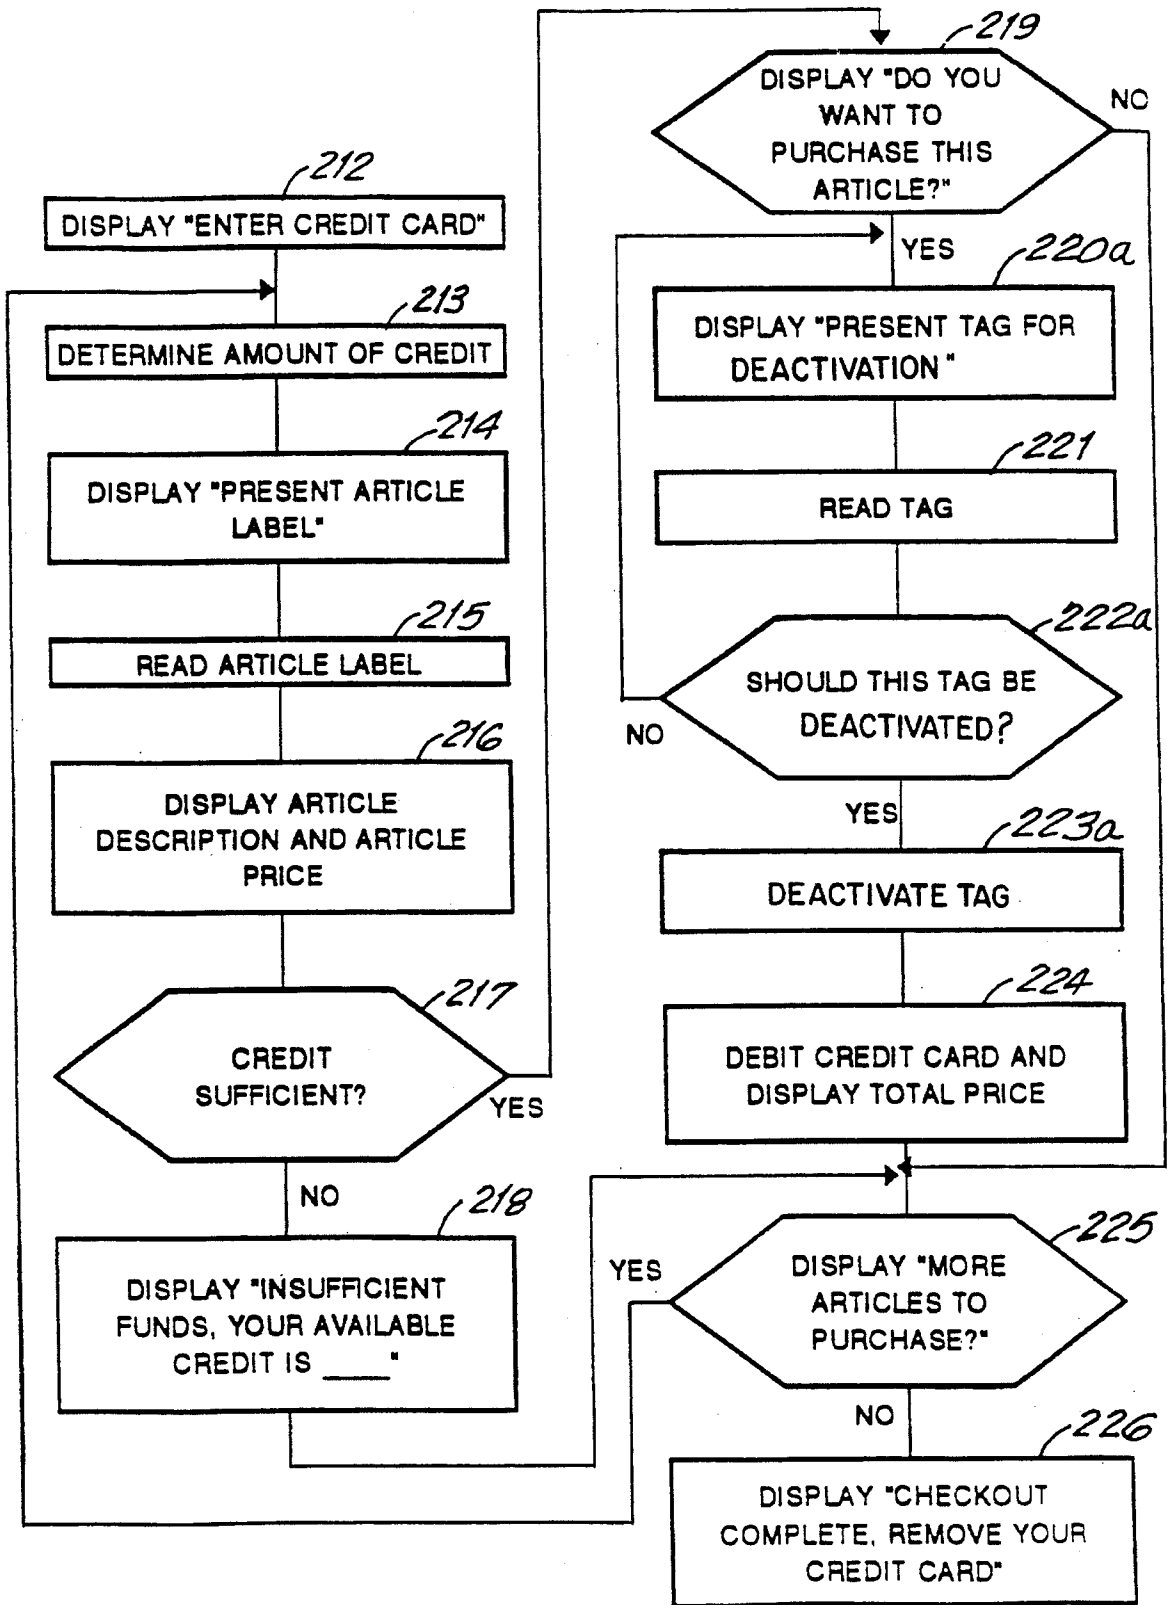 212
DISPLAY "ENTER CREDIT CARD"
213
DETERMINE AMOUNT OF CREDIT
214
DISPLAY "PRESENT ARTICLE
LABEL"
215
READ ARTICLE LABEL
216
DISPLAY ARTICLE
DESCRIPTION AND ARTICLE
PRICE
217
CREDIT
SUFFICIENT?
YES
NO
218
DISPLAY "INSUFFICIENT
FUNDS, YOUR AVAILABLE
CREDIT IS ____"
219
DISPLAY "DO YOU
WANT TO
PURCHASE THIS
ARTICLE?"
NO
YES
220a
DISPLAY "PRESENT TAG FOR
DEACTIVATION"
221
READ TAG
222a
SHOULD THIS TAG BE
DEACTIVATED?
NO
YES
223a
DEACTIVATE TAG
224
DEBIT CREDIT CARD AND
DISPLAY TOTAL PRICE
225
DISPLAY "MORE
ARTICLES TO
PURCHASE?"
YES
NO
226
DISPLAY "CHECKOUT
COMPLETE, REMOVE YOUR
CREDIT CARD"